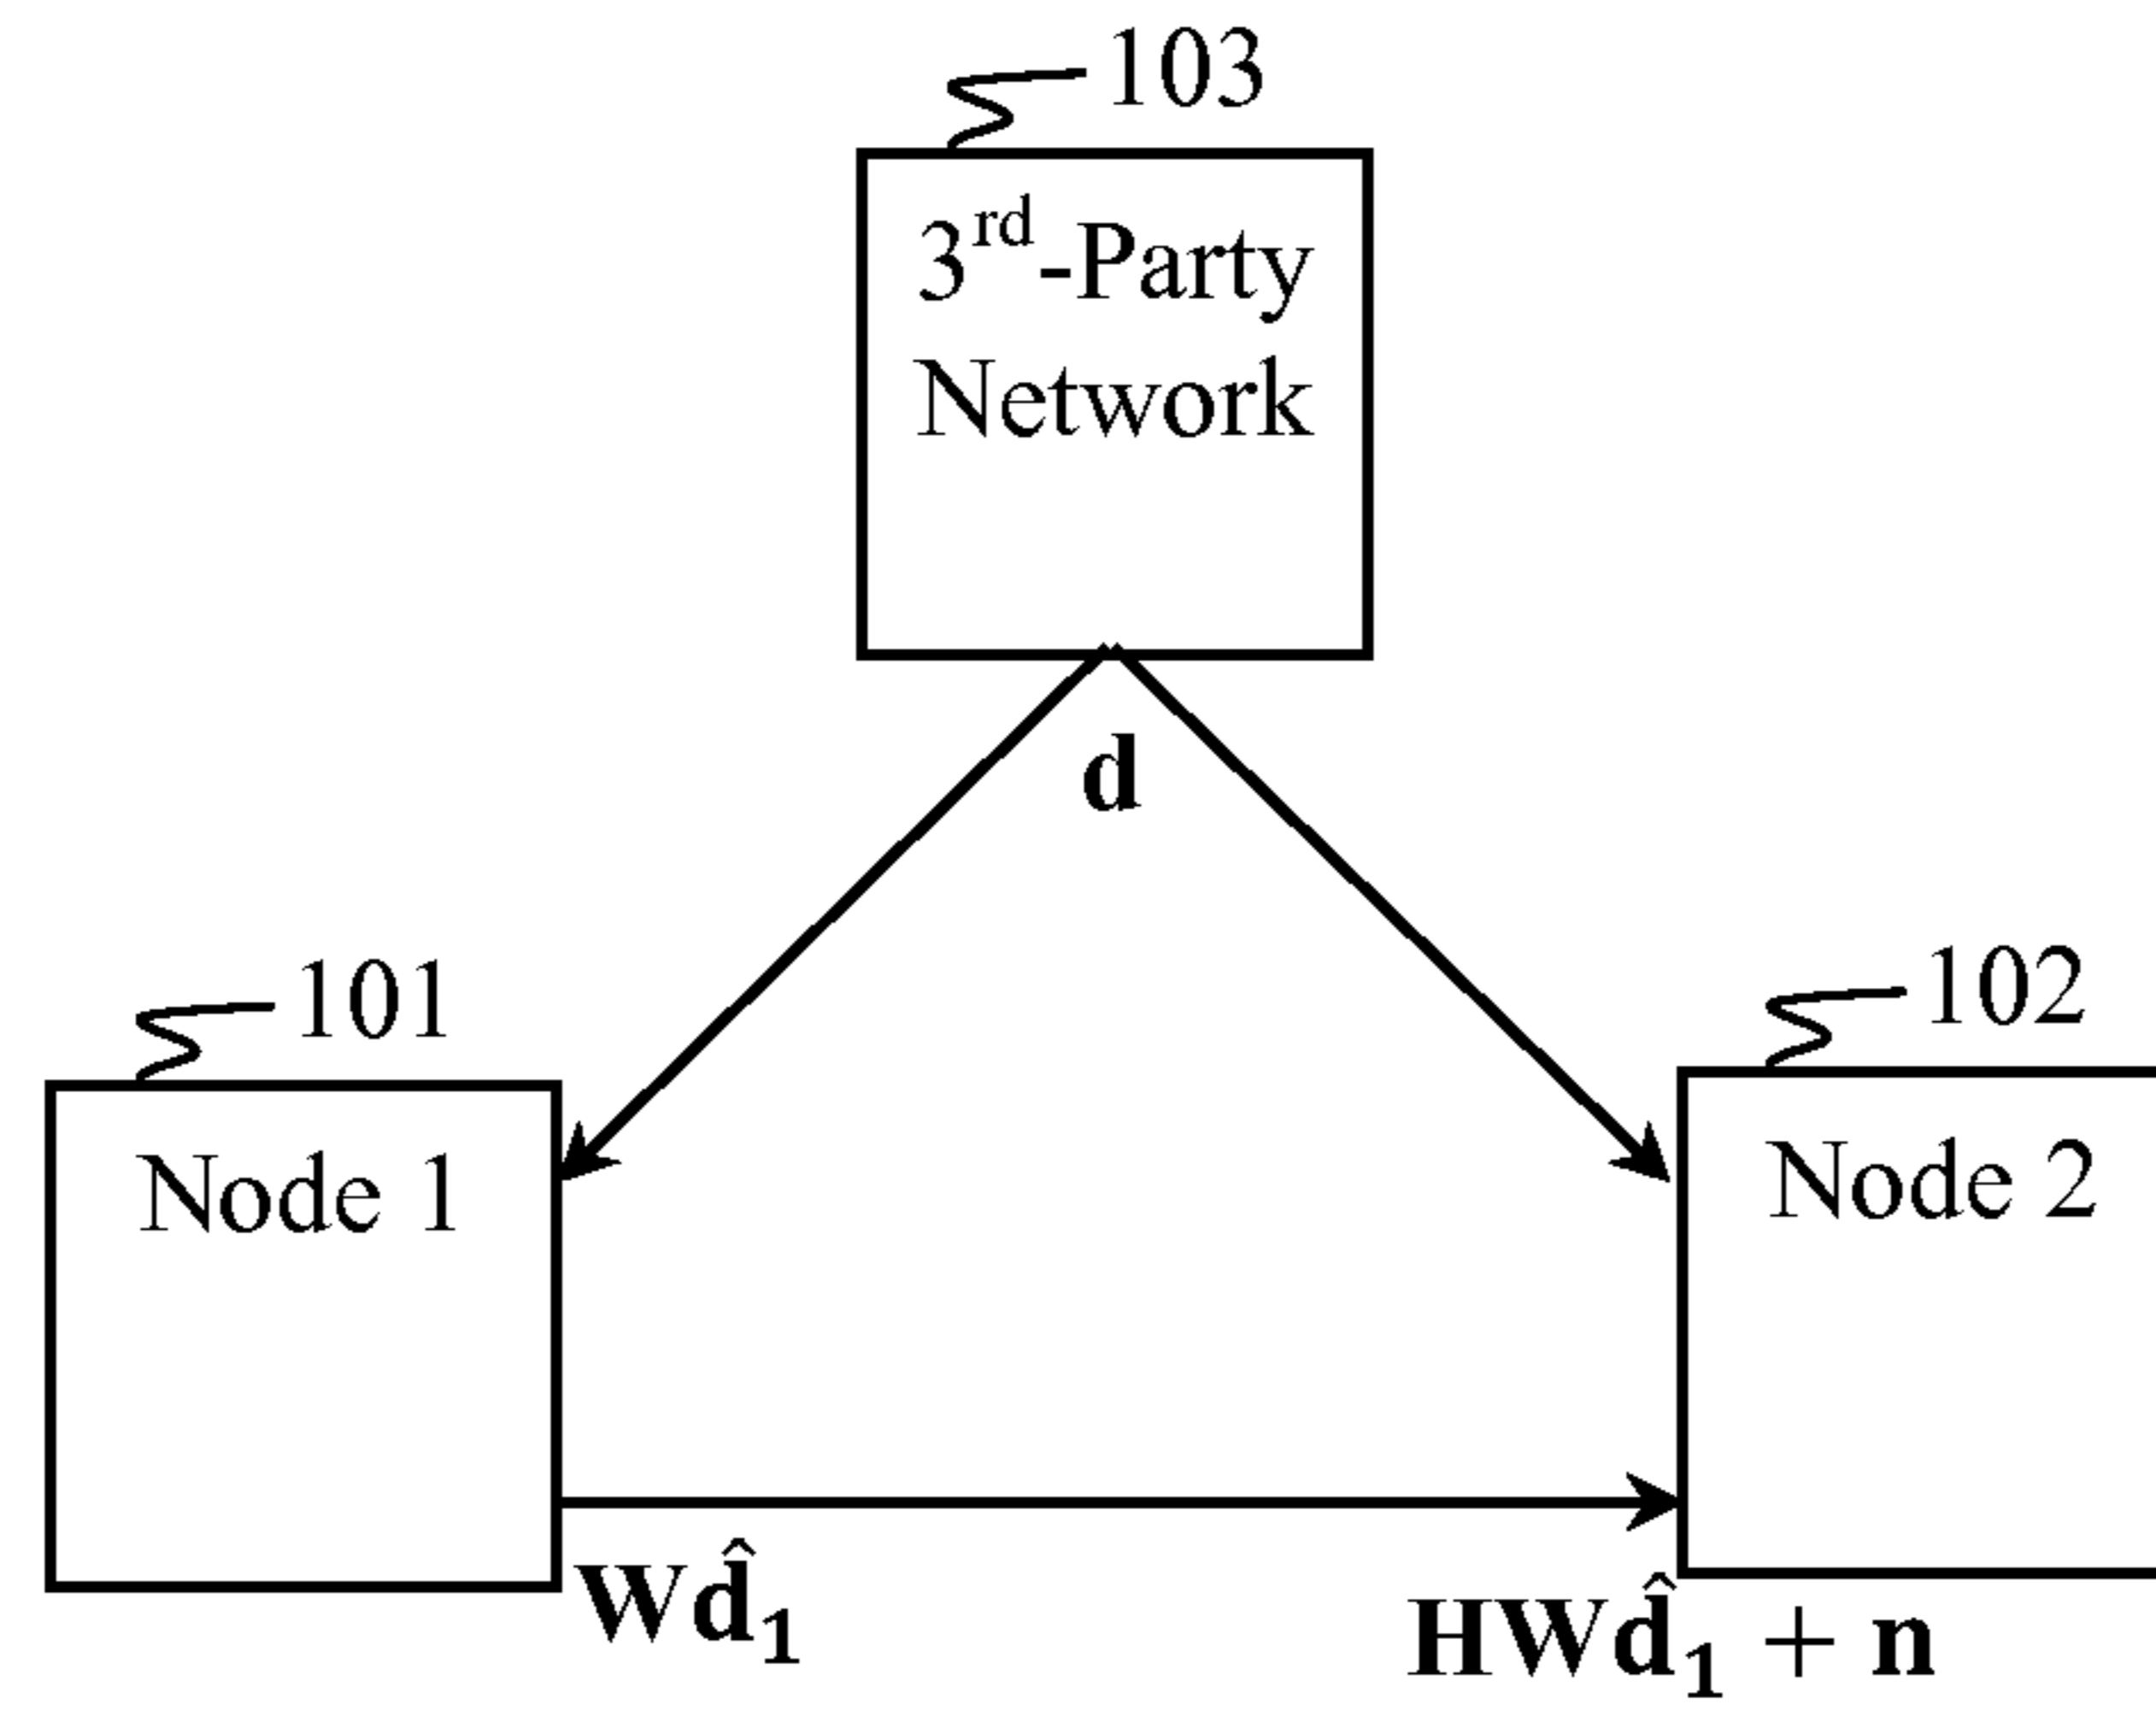 103
3rd-Party
Network
d
101
102
Node 1
Node 2
Wd̂₁
HWd̂₁ + n